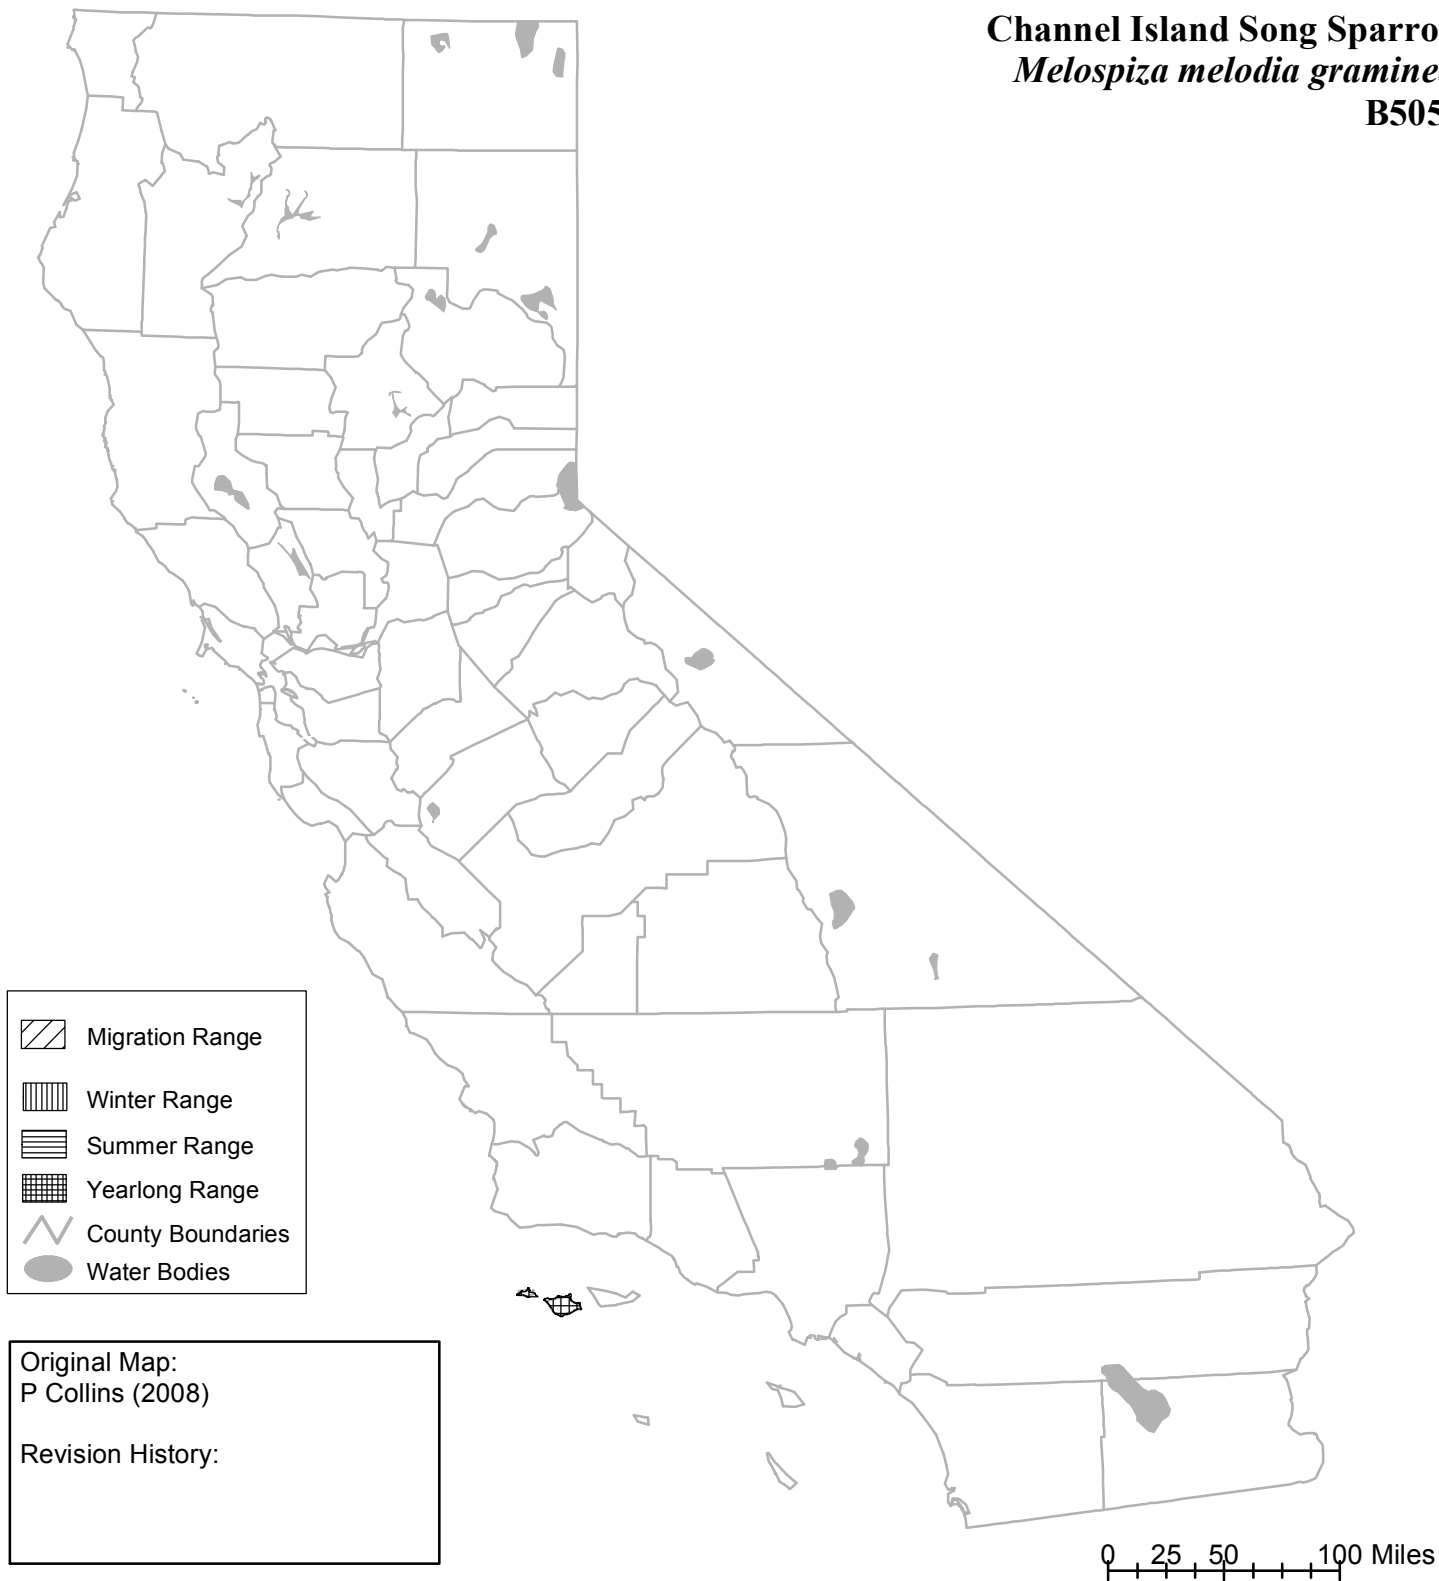 Channel Island Song Sparro
Melospiza melodia gramine
B505
Migration Range
Winter Range
Summer Range
Yearlong Range
County Boundaries
Water Bodies
Original Map:
P Collins (2008)
Revision History:
0 25 50 100 Miles